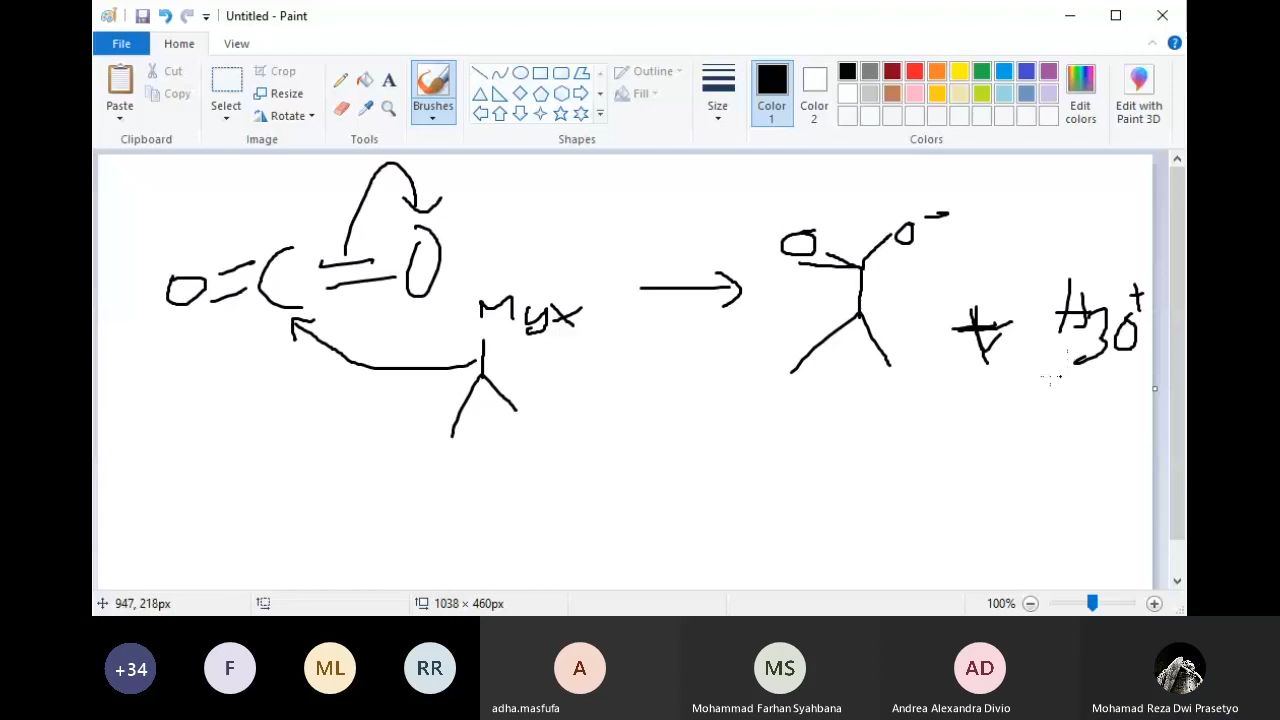 Untitled - Paint
File Home View
Paste Cut Copy Clipboard
Select Crop Resize Rotate Image
A Tools
Brushes
Shapes Outline Fill
Size
Color 1 Color 2 Edit colors Colors
Edit with Paint 3D
O=C=O
Mgx
O O-
+ H3O+
947, 218px
1038 × 460px
100%
+34 F ML RR A MS AD
adha.masfufa Mohammad Farhan Syahbana Andrea Alexandra Divio Mohamad Reza Dwi Prasetyo